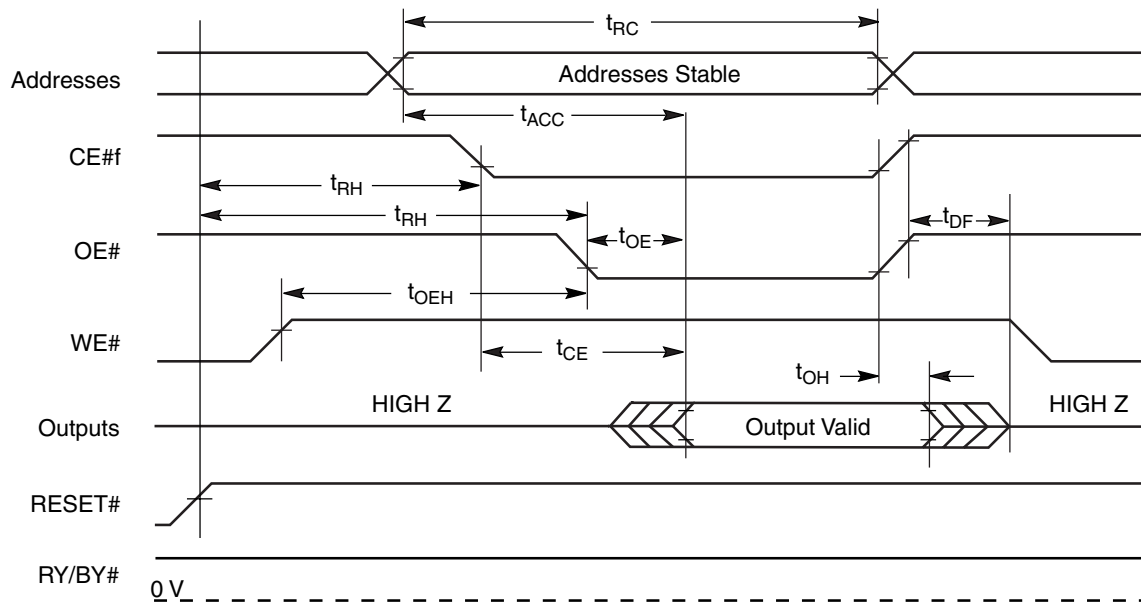 tRC
Addresses
Addresses Stable
tACC
CE#f
tRH
tRH
tOE
tDF
OE#
tOEH
WE#
tCE
tOH
HIGH Z
HIGH Z
Outputs
Output Valid
RESET#
RY/BY#
0 V